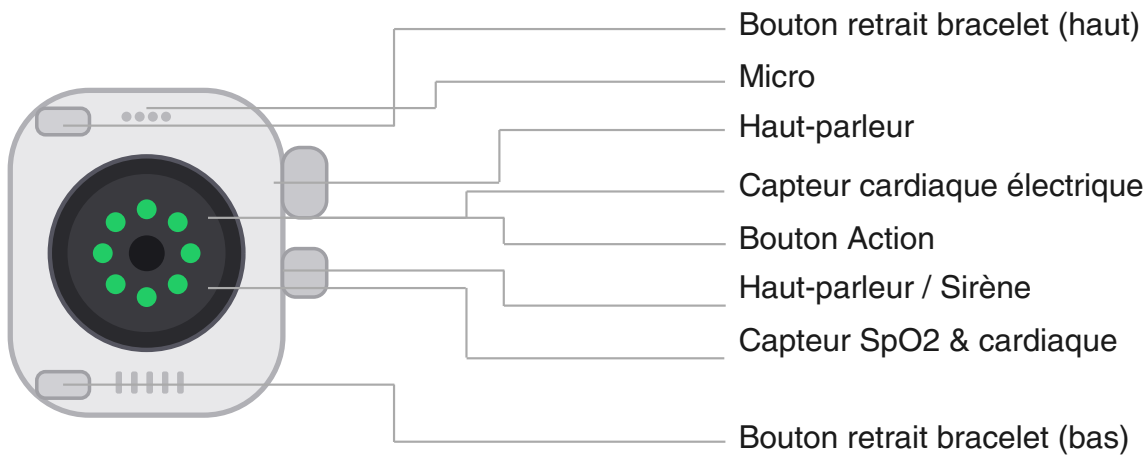 Bouton retrait bracelet (haut)
Micro
Haut-parleur
Capteur cardiaque électrique
Bouton Action
Haut-parleur / Sirène
Capteur SpO2 & cardiaque
Bouton retrait bracelet (bas)